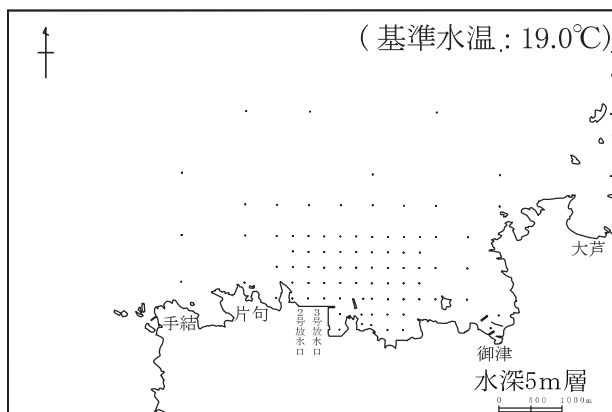 (基準水温：19.0℃)
大芦
手結
片句
2号放水口
3号放水口
御津
水深5m層
0 500 1000m